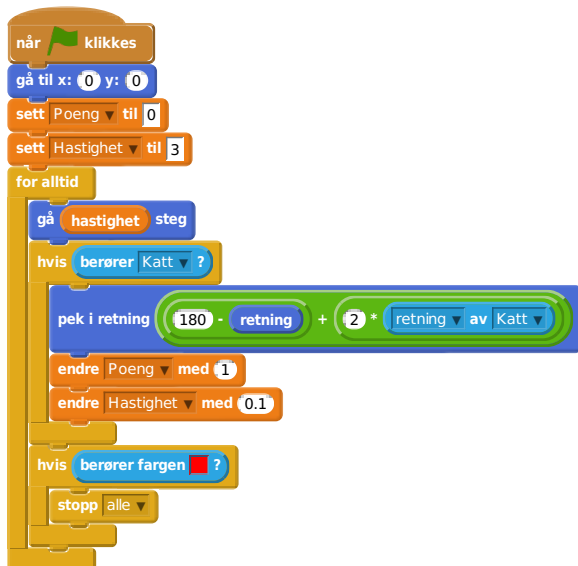 når klikkes
gå til x: 0 y: 0
sett Poeng til 0
sett Hastighet til 3
for alltid
gå hastighet steg
hvis berører Katt ?
pek i retning 180 - retning + 2 * retning av Katt
endre Poeng med 1
endre Hastighet med 0.1
hvis berører fargen ?
stopp alle